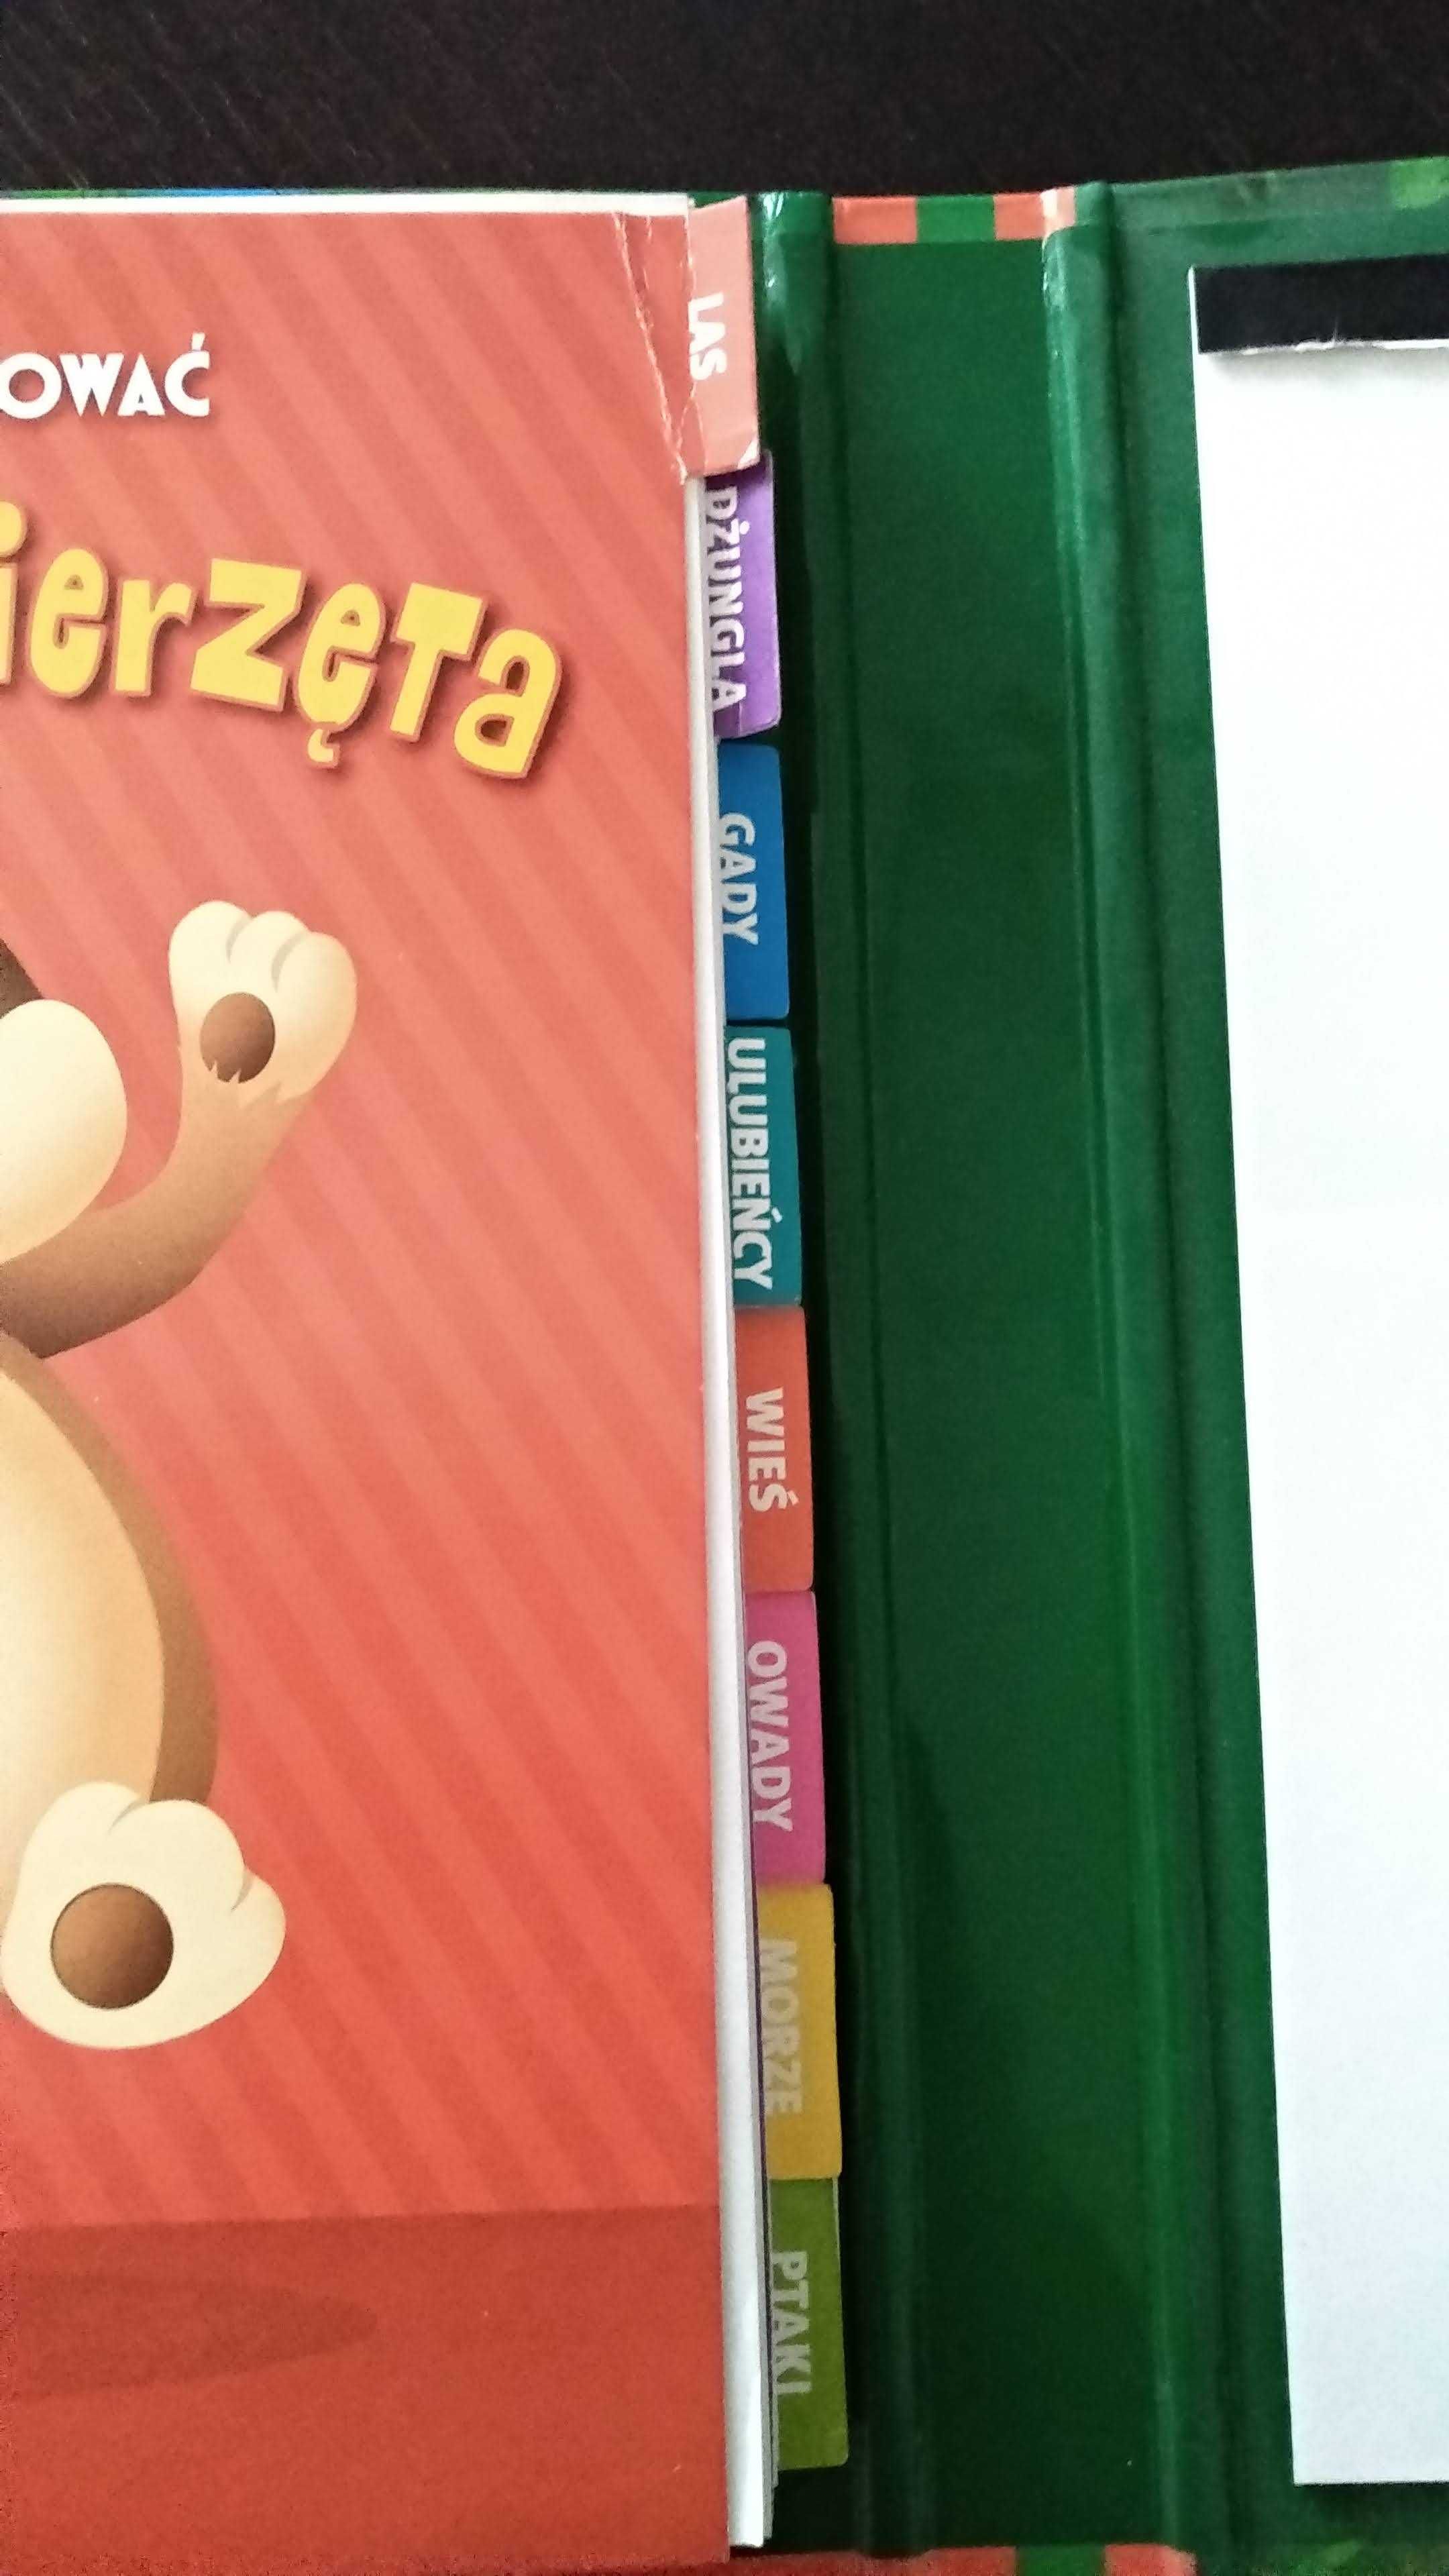 OWAĆ
ierzęta
LAS
DŻUNGLA
GADY
ULUBIEŃCY
WIEŚ
OWADY
MORZE
PTAKI